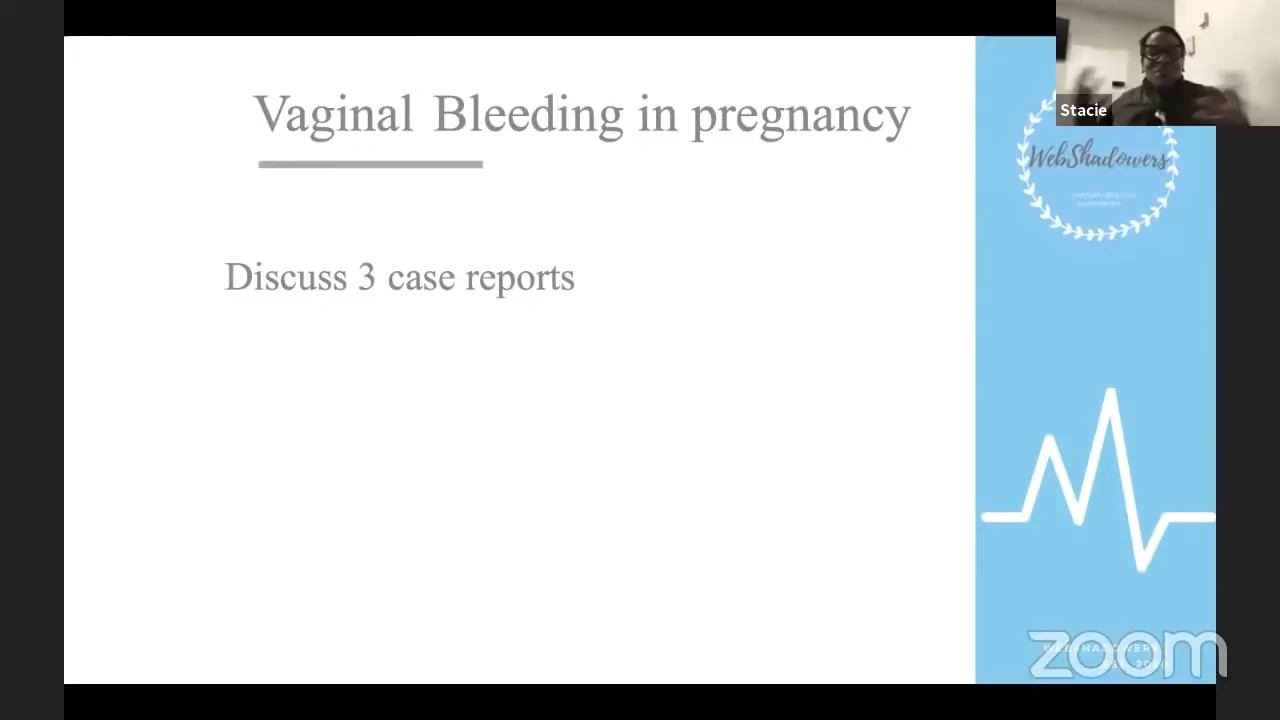 Vaginal Bleeding in pregnancy
Stacie
WebShadowers
Discuss 3 case reports
zoom